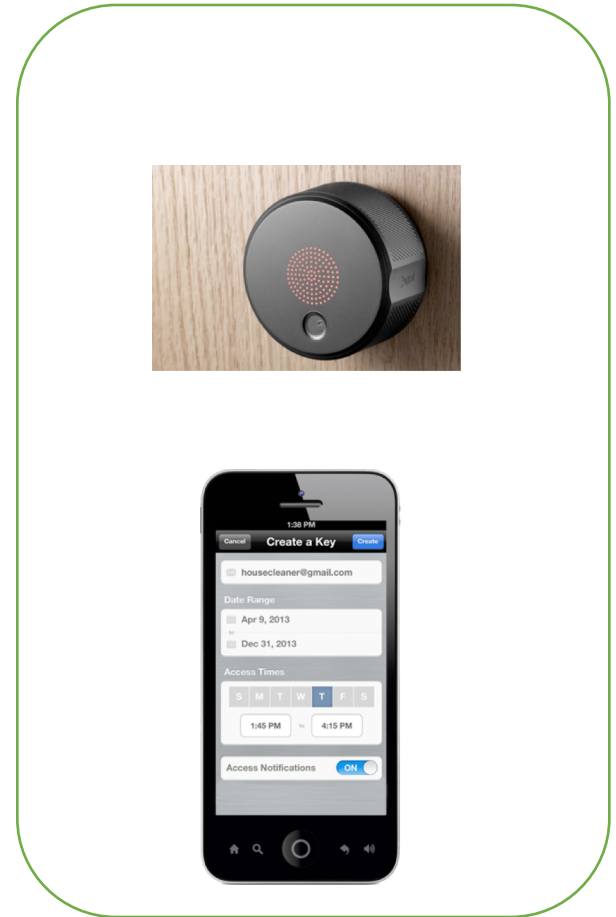 1:38 PM
Cancel Create a Key Create
housecleaner@gmail.com
Date Range
Apr 9, 2013
to
Dec 31, 2013
Access Times
S M T W T F S
1:45 PM to 4:15 PM
Access Notifications ON